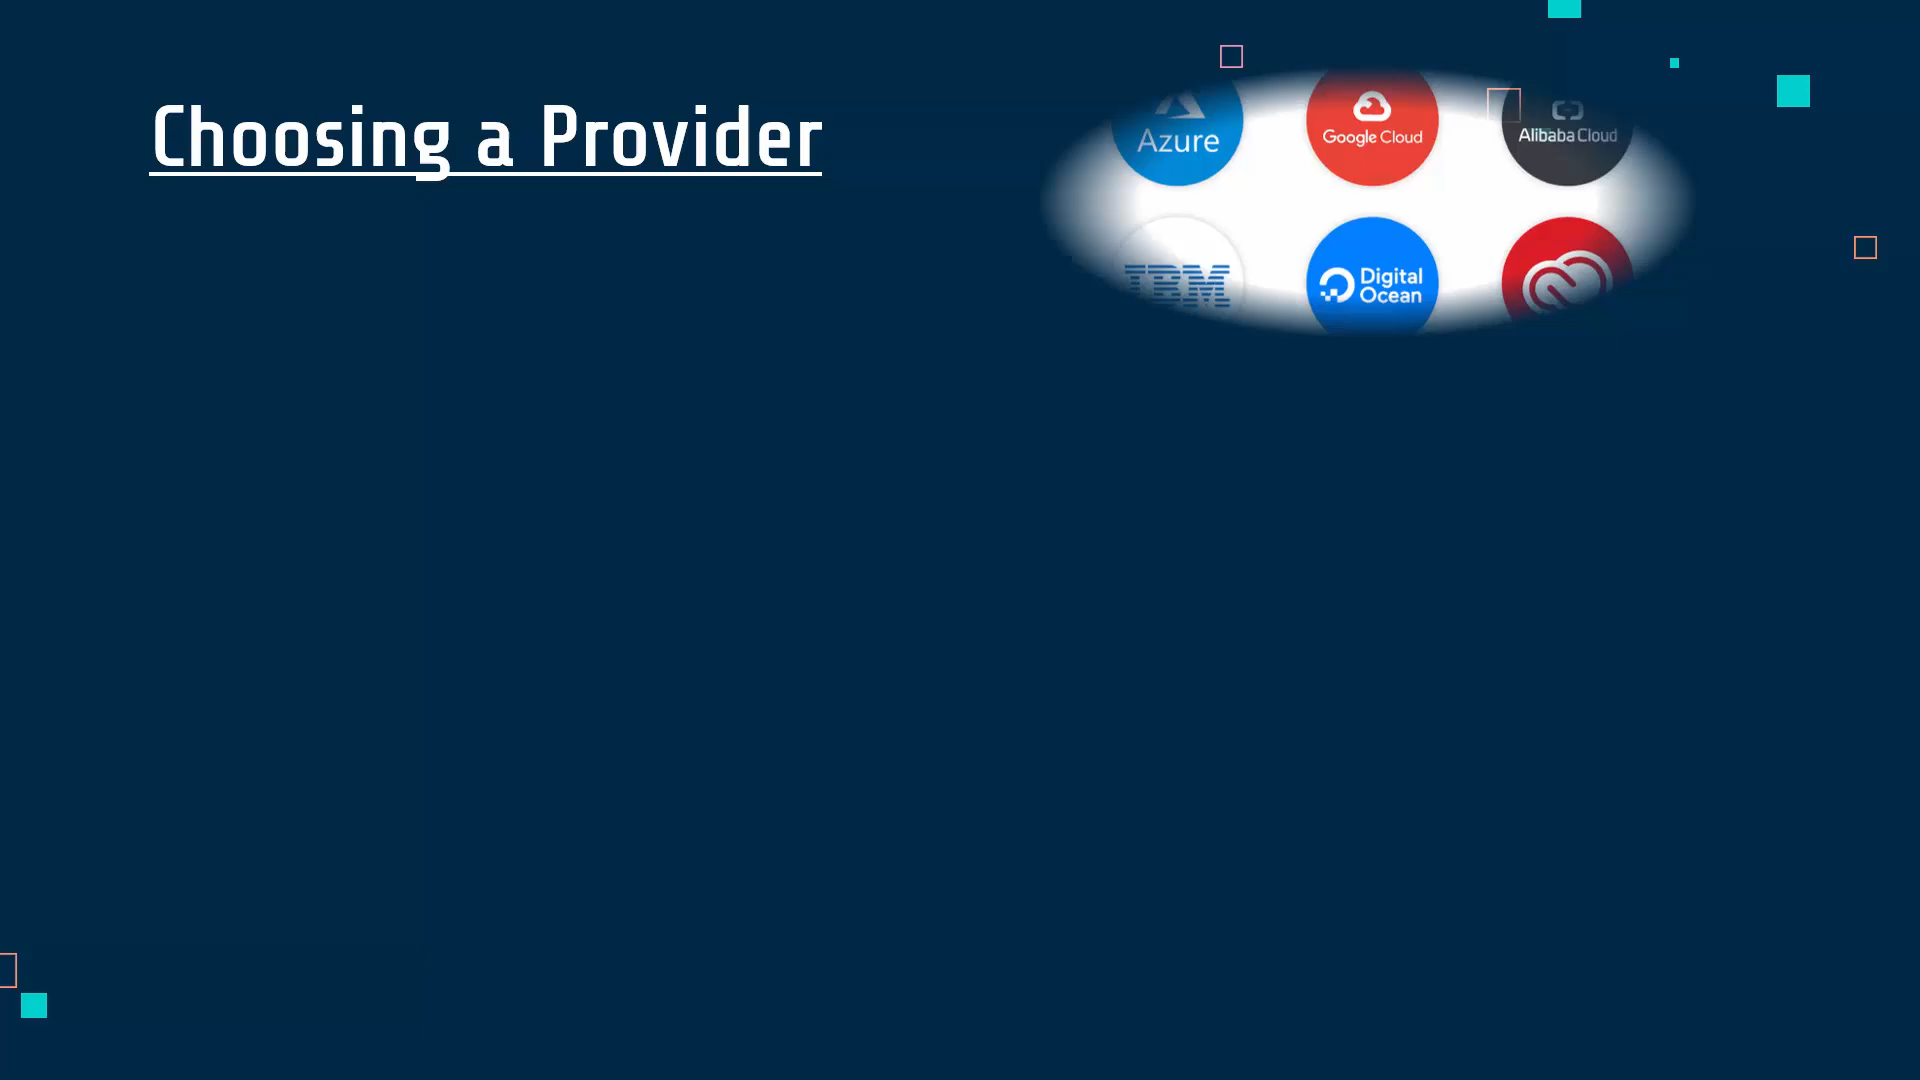 Choosing a Provider
Azure
Google Cloud
Alibaba Cloud
IBM
Digital
Ocean